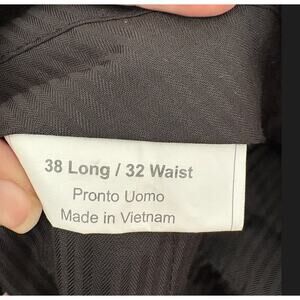 38 Long / 32 Waist
Pronto Uomo
Made in Vietnam